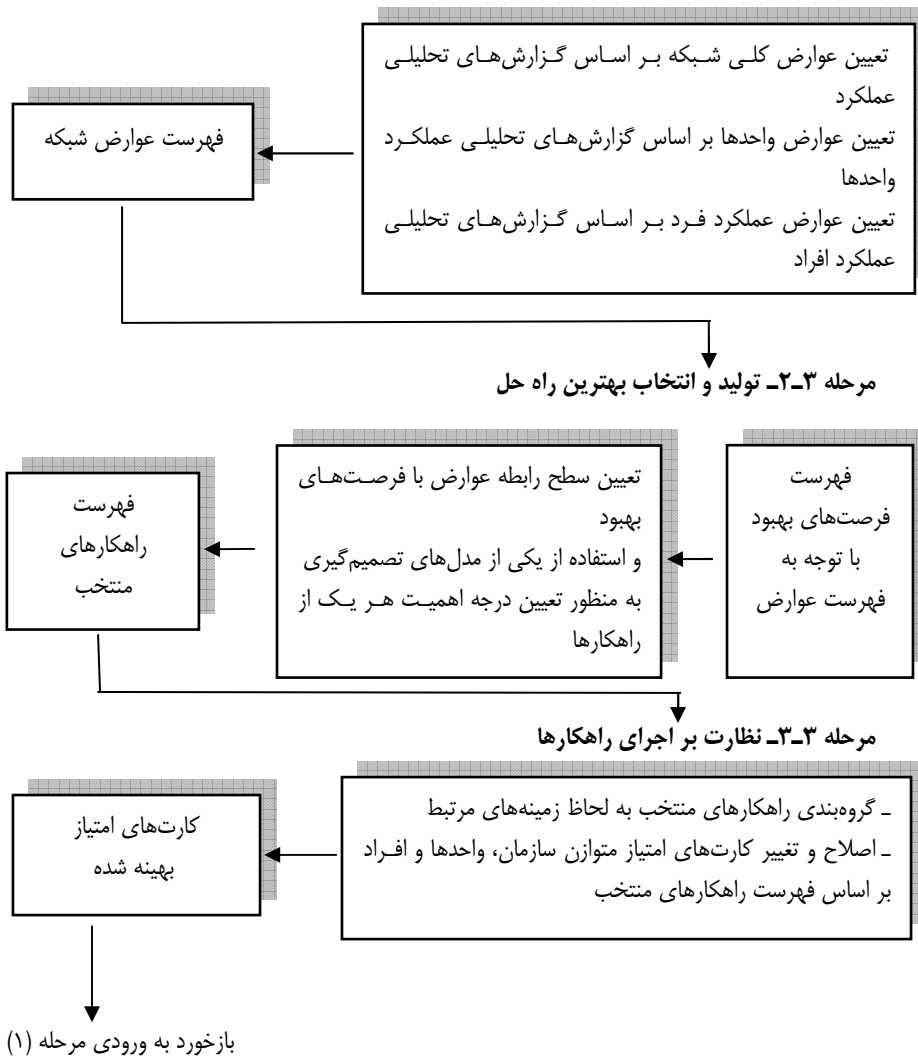 تعیین عوارض کلی شبکه بر اساس گزارش‌های تحلیلی
عملکرد
تعیین عوارض واحدها بر اساس گزارش‌های تحلیلی عملکرد
واحدها
تعیین عوارض عملکرد فرد بر اساس گزارش‌های تحلیلی
عملکرد افراد
فهرست عوارض شبکه
مرحله ۳ـ۲ـ تولید و انتخاب بهترین راه حل
فهرست
فرصت‌های بهبود
با توجه به
فهرست عوارض
تعیین سطح رابطه عوارض با فرصت‌های
بهبود
و استفاده از یکی از مدل‌های تصمیم‌گیری
به منظور تعیین درجه اهمیت هر یک از
راهکارها
فهرست
راهکارهای
منتخب
مرحله ۳ـ۳ـ نظارت بر اجرای راهکارها
ـ گروه‌بندی راهکارهای منتخب به لحاظ زمینه‌های مرتبط
ـ اصلاح و تغییر کارت‌های امتیاز متوازن سازمان، واحدها و افراد
بر اساس فهرست راهکارهای منتخب
کارت‌های امتیاز
بهینه شده
بازخورد به ورودی مرحله (۱)